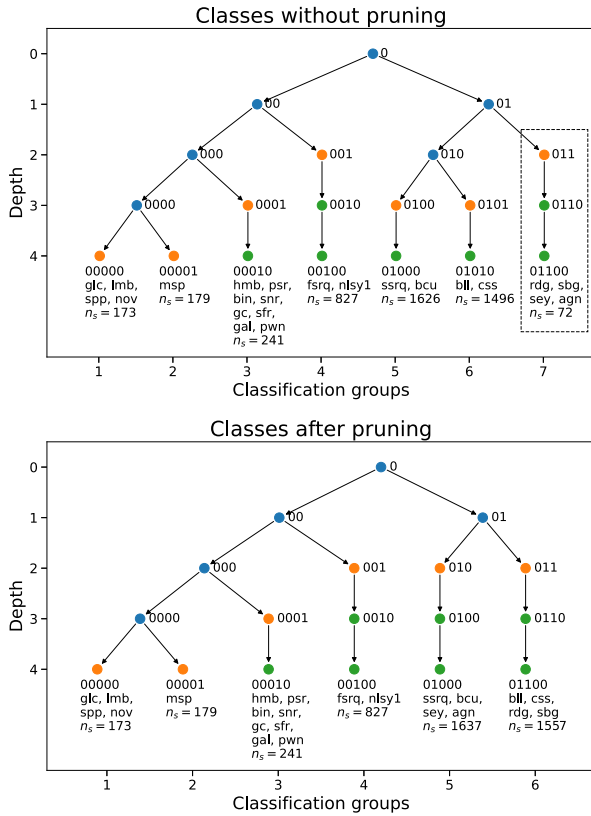 Classes without pruning
0
0
1
00
01
2
000
001
010
011
3
0000
0001
0010
0100
0101
0110
4
00000
glc, lmb,
spp, nov
n_s = 173
00001
msp
n_s = 179
00010
hmb, psr,
bin, snr,
gc, sfr,
gal, pwn
n_s = 241
00100
fsrq, nlsy1
n_s = 827
01000
ssrq, bcu
n_s = 1626
01010
bll, css
n_s = 1496
01100
rdg, sbg,
sey, agn
n_s = 72
Depth
1 2 3 4 5 6 7
Classification groups
Classes after pruning
0
0
1
00
01
2
000
001
010
011
3
0000
0001
0010
0100
0110
4
00000
glc, lmb,
spp, nov
n_s = 173
00001
msp
n_s = 179
00010
hmb, psr,
bin, snr,
gc, sfr,
gal, pwn
n_s = 241
00100
fsrq, nlsy1
n_s = 827
01000
ssrq, bcu,
sey, agn
n_s = 1637
01100
bll, css,
rdg, sbg
n_s = 1557
Depth
1 2 3 4 5 6
Classification groups